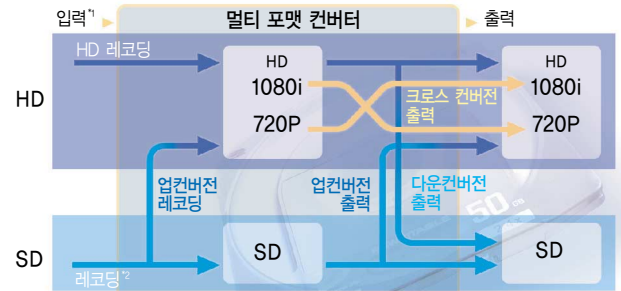 입력*1
멀티 포맷 컨버터
출력
HD 레코딩
HD
HD
1080i
720P
크로스 컨버전
출력
HD
1080i
720P
업컨버전
레코딩
업컨버전
출력
다운컨버전
출력
SD
레코딩*2
SD
SD
50